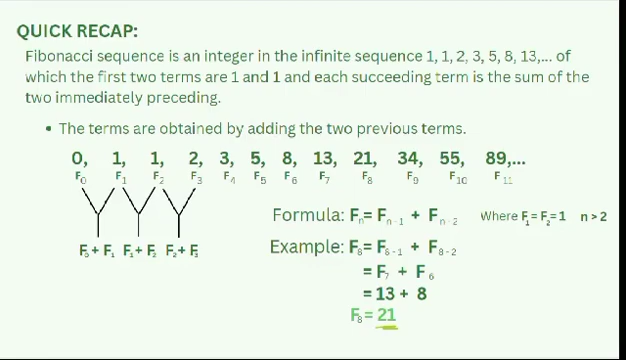 QUICK RECAP:
Fibonacci sequence is an integer in the infinite sequence 1, 1, 2, 3, 5, 8, 13,... of
which the first two terms are 1 and 1 and each succeeding term is the sum of the
two immediately preceding.
• The terms are obtained by adding the two previous terms.
0, 1, 1, 2, 3, 5, 8, 13, 21, 34, 55, 89,...
F₀ F₁ F₂ F₃ F₄ F₅ F₆ F₇ F₈ F₉ F₁₀ F₁₁
Formula: Fₙ= Fₙ₋₁ + Fₙ₋₂ Where F₁= F₂=1 n>2
F₀+ F₁ F₁+ F₂ F₂+ F₃
Example: F₈= F₈₋₁ + F₈₋₂
= F₇ + F₆
= 13 + 8
F₈= 21